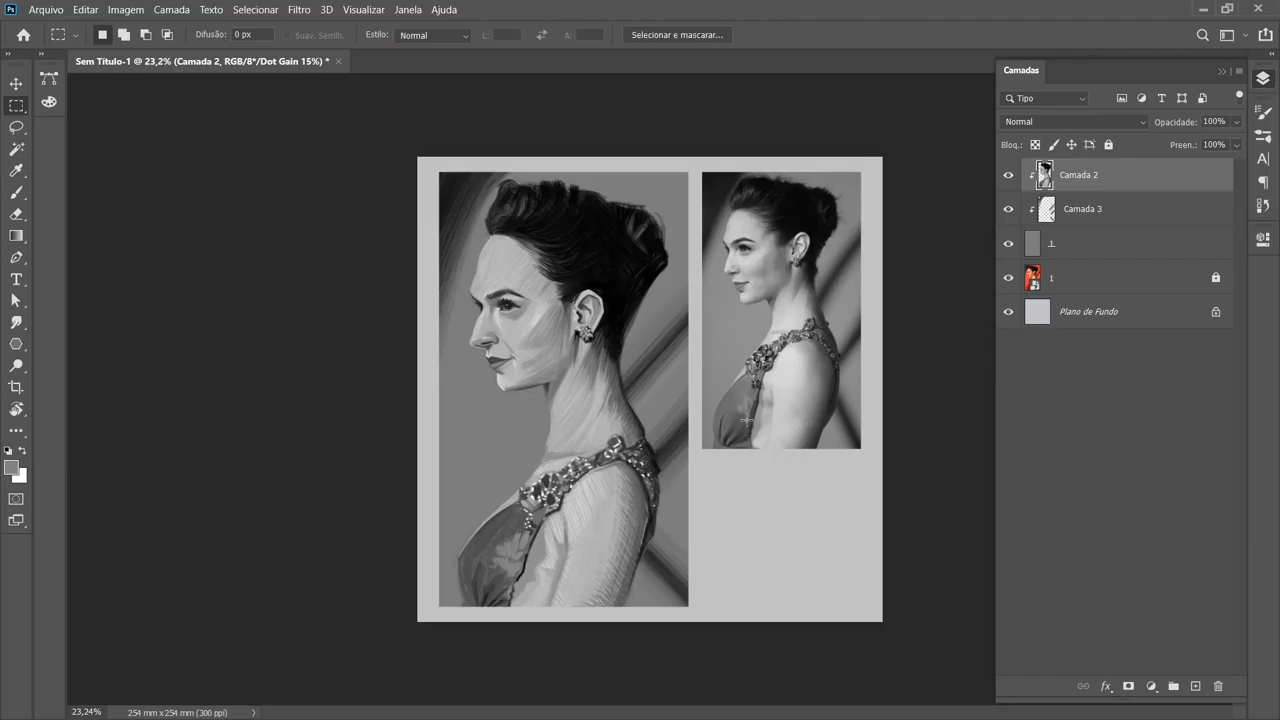 Ps Arquivo Editar Imagem Camada Texto Selecionar Filtro 3D Visualizar Janela Ajuda
Difusão: 0 px Suav. Serrilh. Estilo: Normal L: A: Selecionar e mascarar...
Sem Título-1 @ 23,2% (Camada 2, RGB/8*/Dot Gain 15%) *
Camadas
Tipo
Normal Opacidade: 100%
Bloq.: Preen.: 100%
Camada 2
Camada 3
1
Plano de Fundo
23,24% 254 mm x 254 mm (300 ppi)